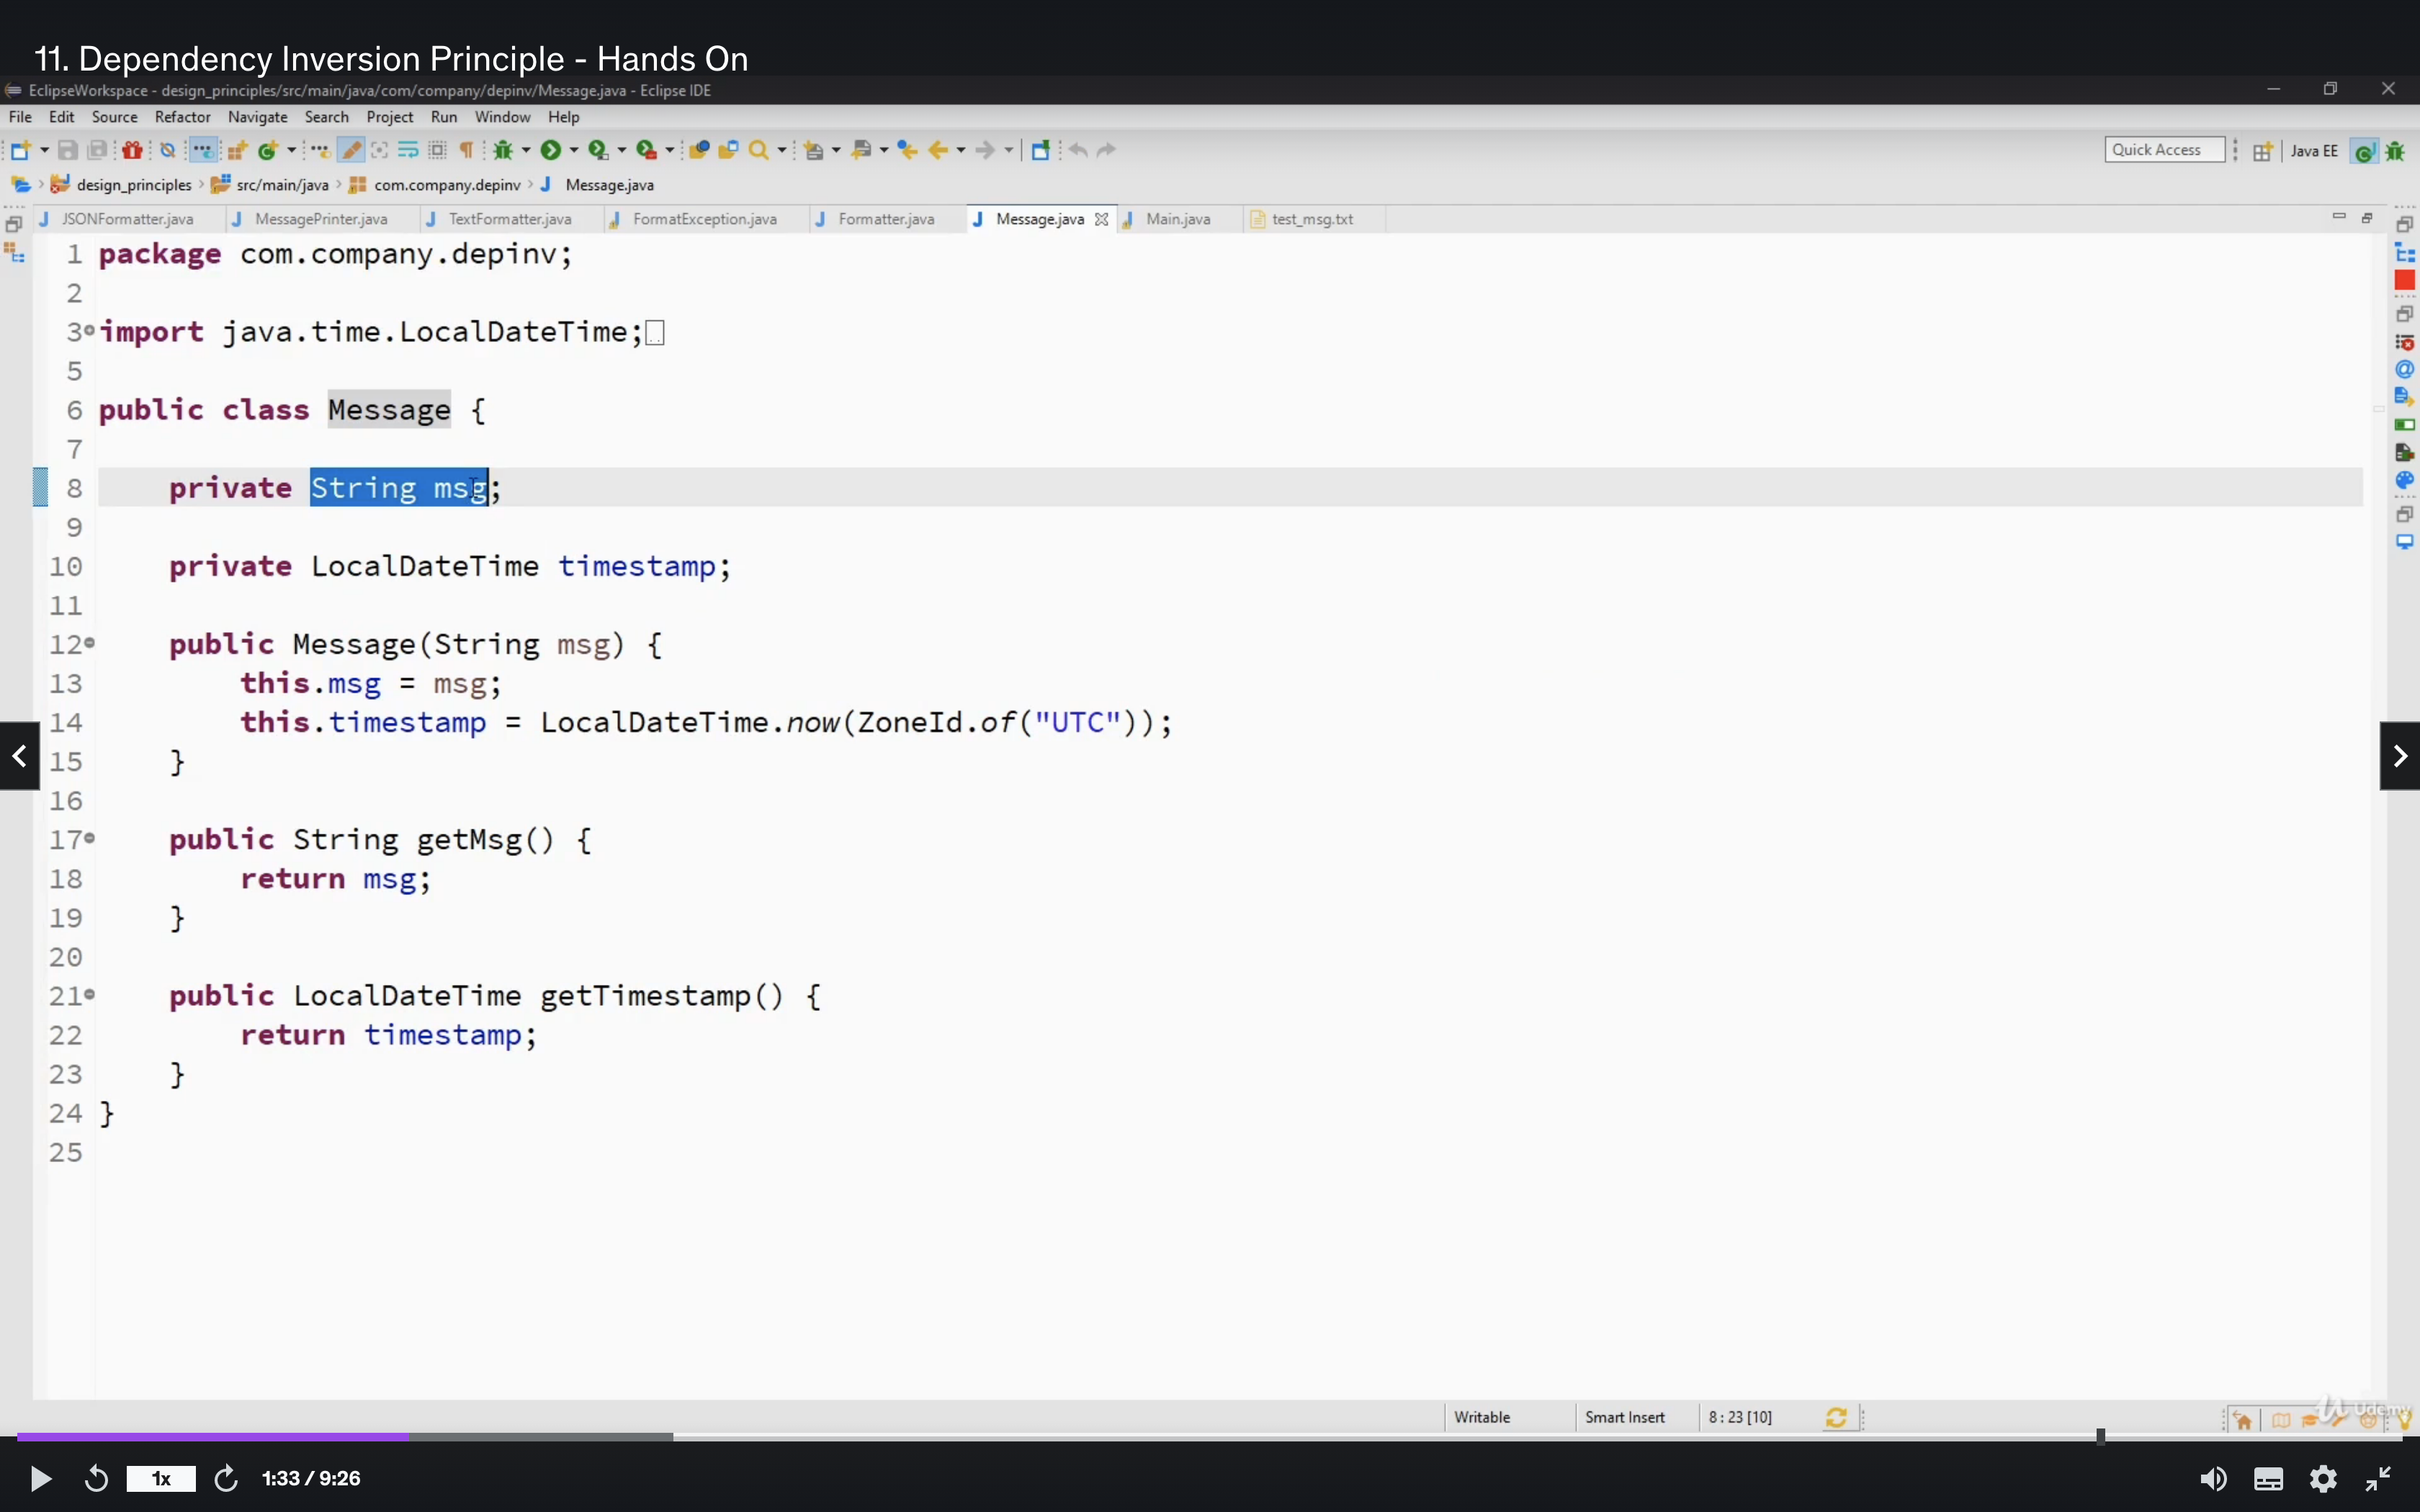 11. Dependency Inversion Principle - Hands On
EclipseWorkspace - design_principles/src/main/java/com/company/depinv/Message.java - Eclipse IDE
File Edit Source Refactor Navigate Search Project Run Window Help
Quick Access Java EE
design_principles src/main/java com.company.depinv Message.java
JSONFormatter.java MessagePrinter.java TextFormatter.java FormatException.java Formatter.java Message.java Main.java test_msg.txt
1 package com.company.depinv;
2
3 import java.time.LocalDateTime;
5
6 public class Message {
7
8 private String msg;
9
10 private LocalDateTime timestamp;
11
12 public Message(String msg) {
13 this.msg = msg;
14 this.timestamp = LocalDateTime.now(ZoneId.of("UTC"));
15 }
16
17 public String getMsg() {
18 return msg;
19 }
20
21 public LocalDateTime getTimestamp() {
22 return timestamp;
23 }
24 }
25
Writable Smart Insert 8 : 23 [10]
Udemy
1x 1:33 / 9:26